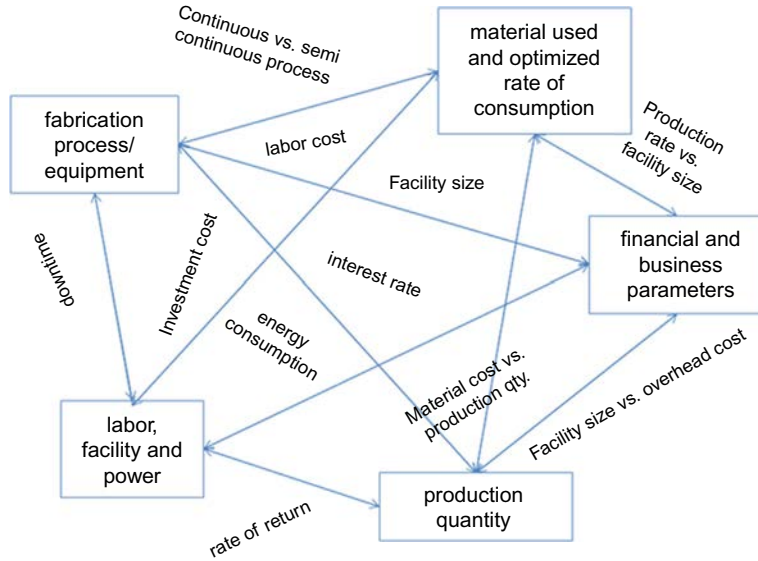 Continuous vs. semi
continuous process
material used
and optimized
rate of
consumption
fabrication
process/
equipment
labor cost
Production
rate vs.
facility size
Facility size
financial and
business
parameters
downtime
Investment cost
interest rate
energy
consumption
Material cost vs.
production qty.
Facility size vs. overhead cost
labor,
facility and
power
production
quantity
rate of return